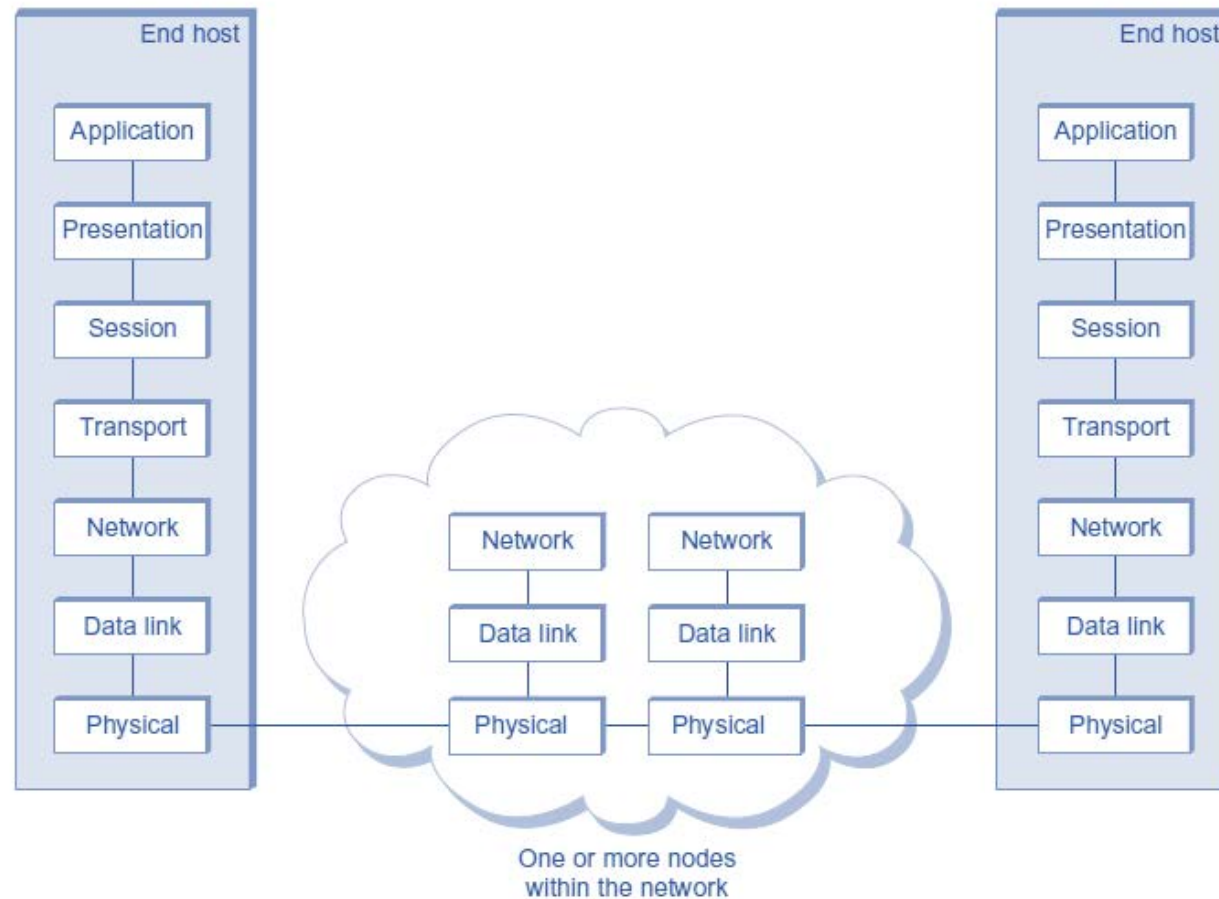 End host
Application
Presentation
Session
Transport
Network
Data link
Physical
Network
Data link
Physical
Network
Data link
Physical
One or more nodes
within the network
End host
Application
Presentation
Session
Transport
Network
Data link
Physical